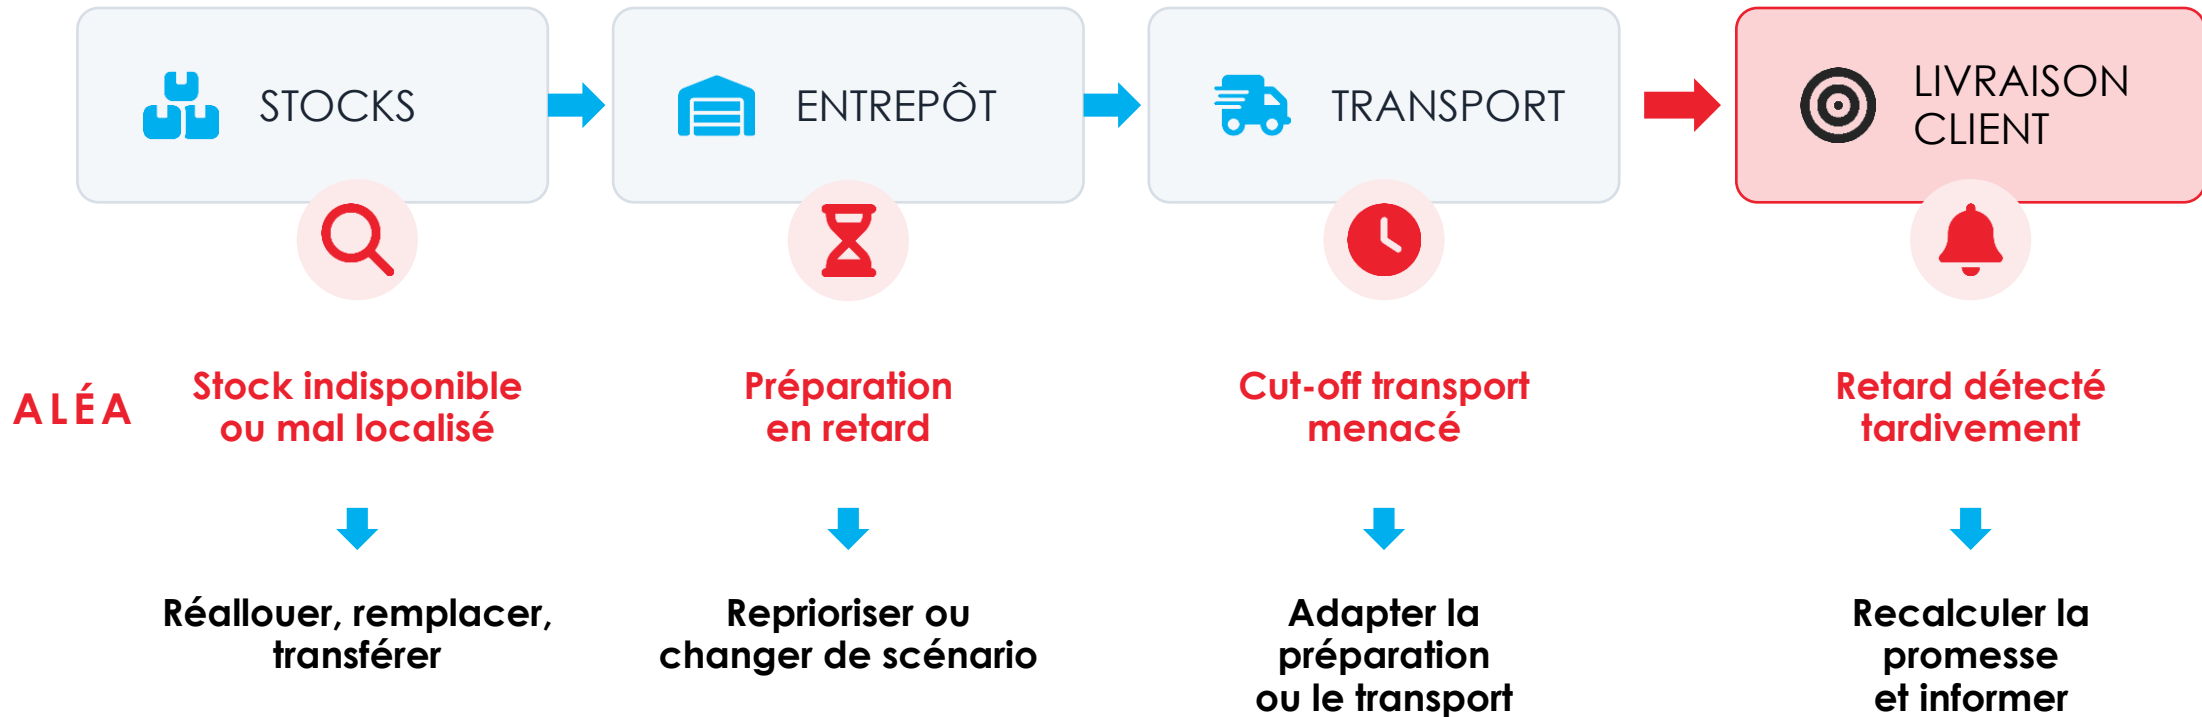 STOCKS
ENTREPÔT
TRANSPORT
LIVRAISON
CLIENT
ALÉA
Stock indisponible
ou mal localisé
Préparation
en retard
Cut-off transport
menacé
Retard détecté
tardivement
Réallouer, remplacer,
transférer
Reprioriser ou
changer de scénario
Adapter la
préparation
ou le transport
Recalculer la
promesse
et informer